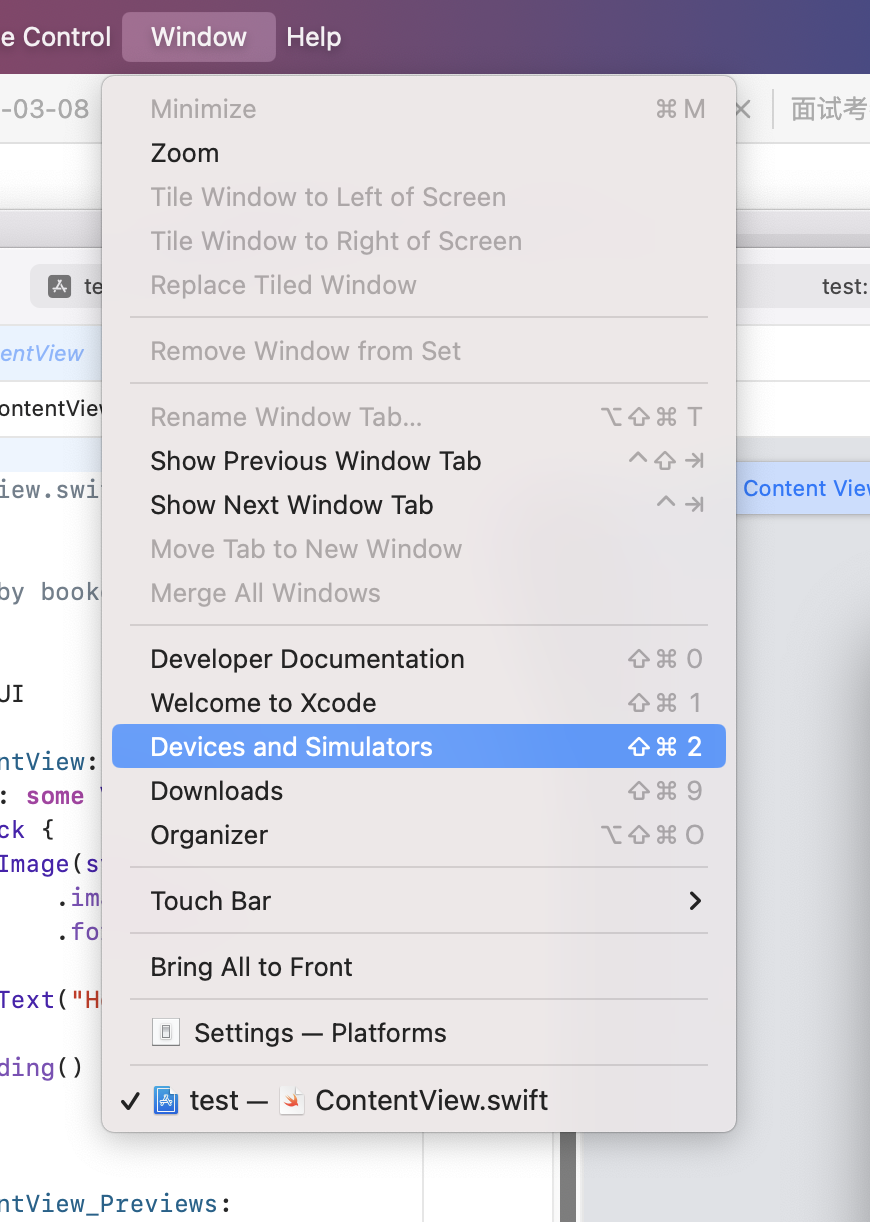 e Control Window Help
-03-08
面试考
Minimize ⌘ M
Zoom
Tile Window to Left of Screen
Tile Window to Right of Screen
te
test:
Replace Tiled Window
entView
Remove Window from Set
ontentView
Rename Window Tab... ⌥⇧⌘ T
Show Previous Window Tab ^⇧⇥
iew.swi
Content View
Show Next Window Tab ^⇥
Move Tab to New Window
by book
Merge All Windows
Developer Documentation ⇧⌘ 0
UI
Welcome to Xcode ⇧⌘ 1
ntView:
Devices and Simulators ⇧⌘ 2
: some
Downloads ⇧⌘ 9
ck {
Organizer ⌥⇧⌘ O
Image(s
.im
Touch Bar
.fo
Bring All to Front
Text("H
Settings — Platforms
ding()
✓ test — ContentView.swift
ntView_Previews: